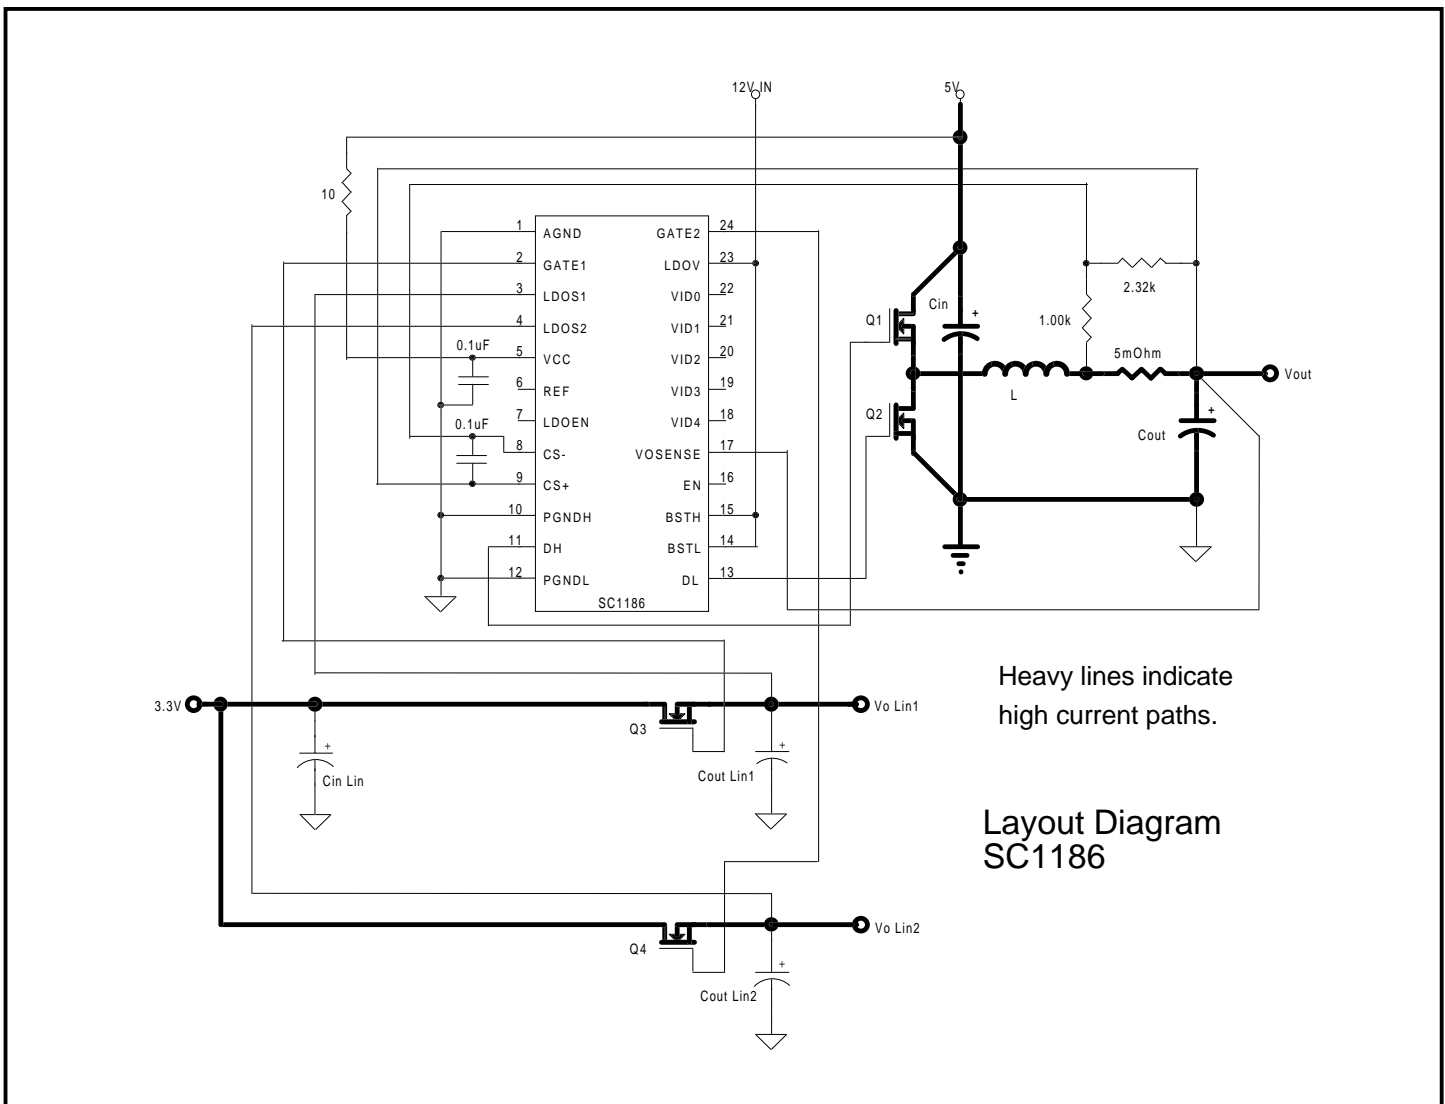 12V IN
5V
10
1 AGND GATE2 24
2 GATE1 LDOV 23
3 LDOS1 VID0 22
4 LDOS2 VID1 21
0.1uF
5 VCC VID2 20
6 REF VID3 19
7 LDOEN VID4 18
0.1uF
8 CS- VOSENSE 17
9 CS+ EN 16
10 PGNDH BSTH 15
11 DH BSTL 14
12 PGNDL DL 13
SC1186
Q1
Cin
+
2.32k
1.00k
5mOhm
L
Vout
Q2
+
Cout
Heavy lines indicate
high current paths.
3.3V
Q3
Vo Lin1
+
Cin Lin
+
Cout Lin1
Layout Diagram
SC1186
Q4
Vo Lin2
+
Cout Lin2